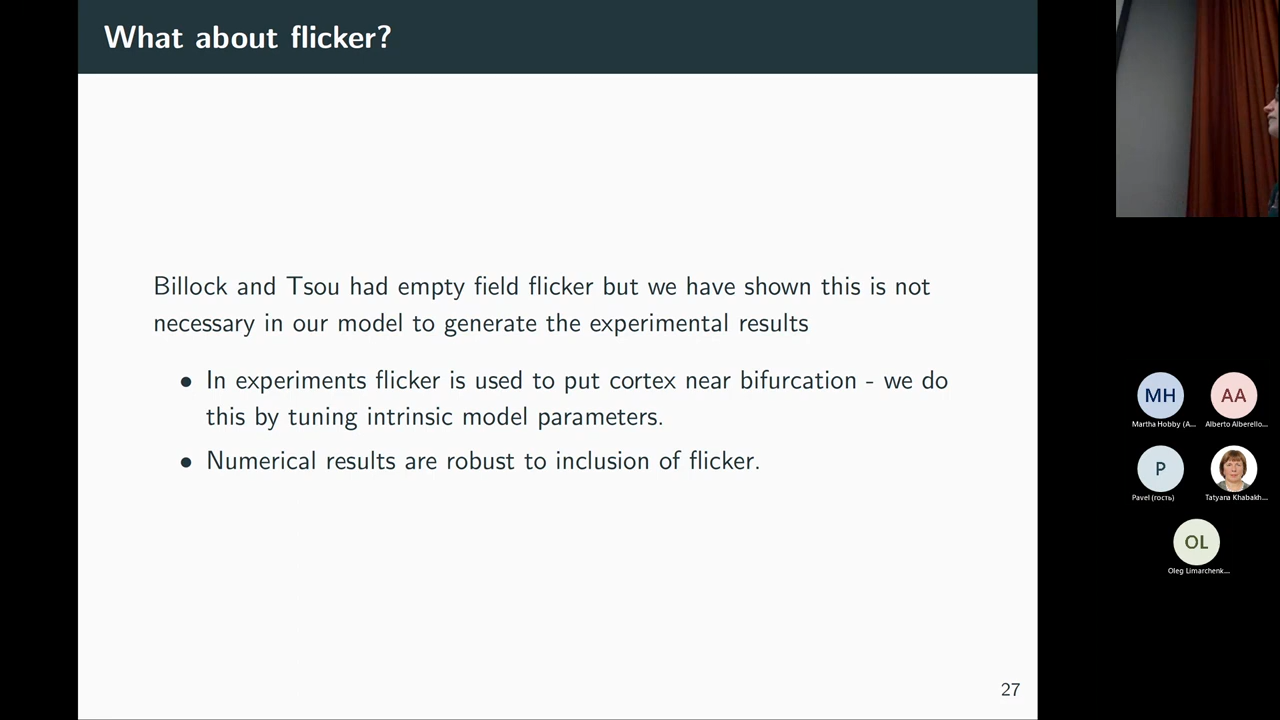 What about flicker?
Billock and Tsou had empty field flicker but we have shown this is not
necessary in our model to generate the experimental results
• In experiments flicker is used to put cortex near bifurcation - we do
this by tuning intrinsic model parameters.
• Numerical results are robust to inclusion of flicker.
27
MH
AA
Martha Hobby (A...
Alberto Alberello...
P
Pavel (гость)
Tatyana Khabakh...
OL
Oleg Limarchenk...